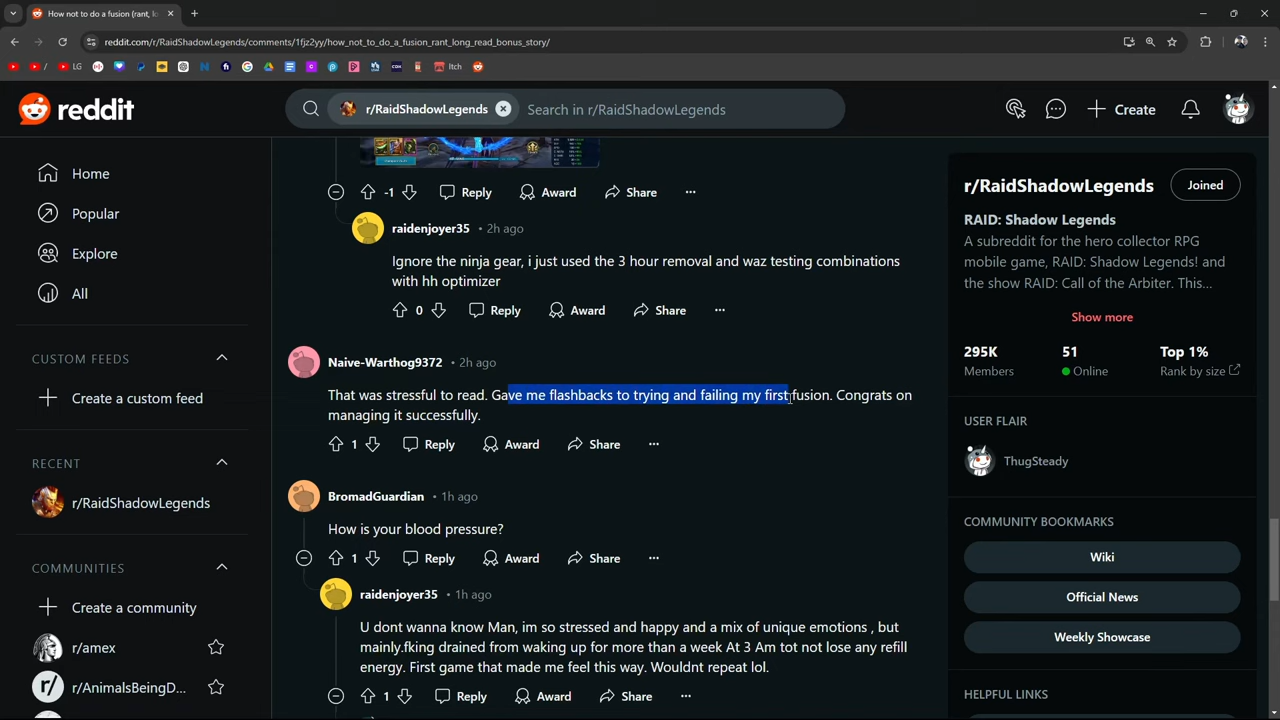 How not to do a fusion (rant, lo
reddit.com/r/RaidShadowLegends/comments/1fjz2yy/how_not_to_do_a_fusion_rant_long_read_bonus_story/
/
LG
Itch
reddit
r/RaidShadowLegends
Search in r/RaidShadowLegends
Create
Home
Popular
Explore
All
CUSTOM FEEDS
Create a custom feed
RECENT
r/RaidShadowLegends
COMMUNITIES
Create a community
r/amex
r/AnimalsBeingD...
-1
Reply
Award
Share
raidenjoyer35 • 2h ago
Ignore the ninja gear, i just used the 3 hour removal and waz testing combinations
with hh optimizer
0
Reply
Award
Share
Naive-Warthog9372 • 2h ago
That was stressful to read. Gave me flashbacks to trying and failing my first fusion. Congrats on
managing it successfully.
1
Reply
Award
Share
BromadGuardian • 1h ago
How is your blood pressure?
1
Reply
Award
Share
raidenjoyer35 • 1h ago
U dont wanna know Man, im so stressed and happy and a mix of unique emotions , but
mainly.fking drained from waking up for more than a week At 3 Am tot not lose any refill
energy. First game that made me feel this way. Wouldnt repeat lol.
1
Reply
Award
Share
r/RaidShadowLegends
Joined
RAID: Shadow Legends
A subreddit for the hero collector RPG
mobile game, RAID: Shadow Legends! and
the show RAID: Call of the Arbiter. This...
Show more
295K
51
Top 1%
Members
Online
Rank by size
USER FLAIR
ThugSteady
COMMUNITY BOOKMARKS
Wiki
Official News
Weekly Showcase
HELPFUL LINKS